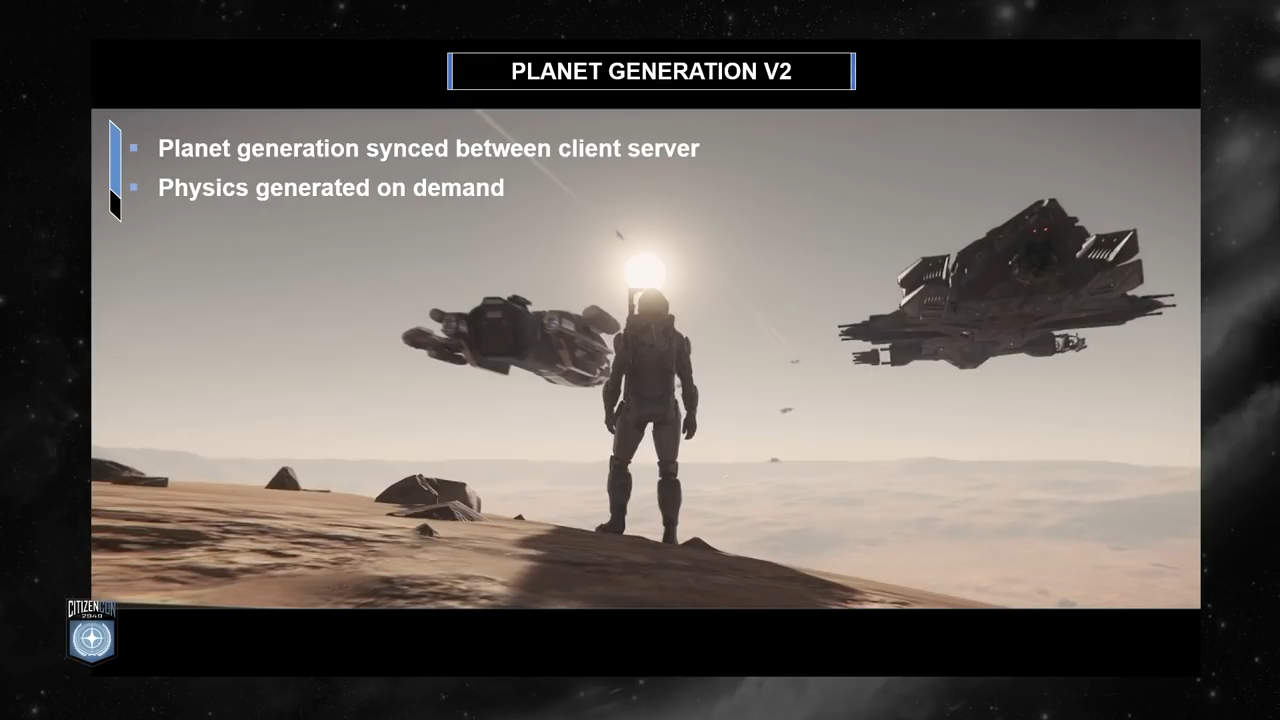 PLANET GENERATION V2
Planet generation synced between client server
Physics generated on demand
CITIZENCON
2949